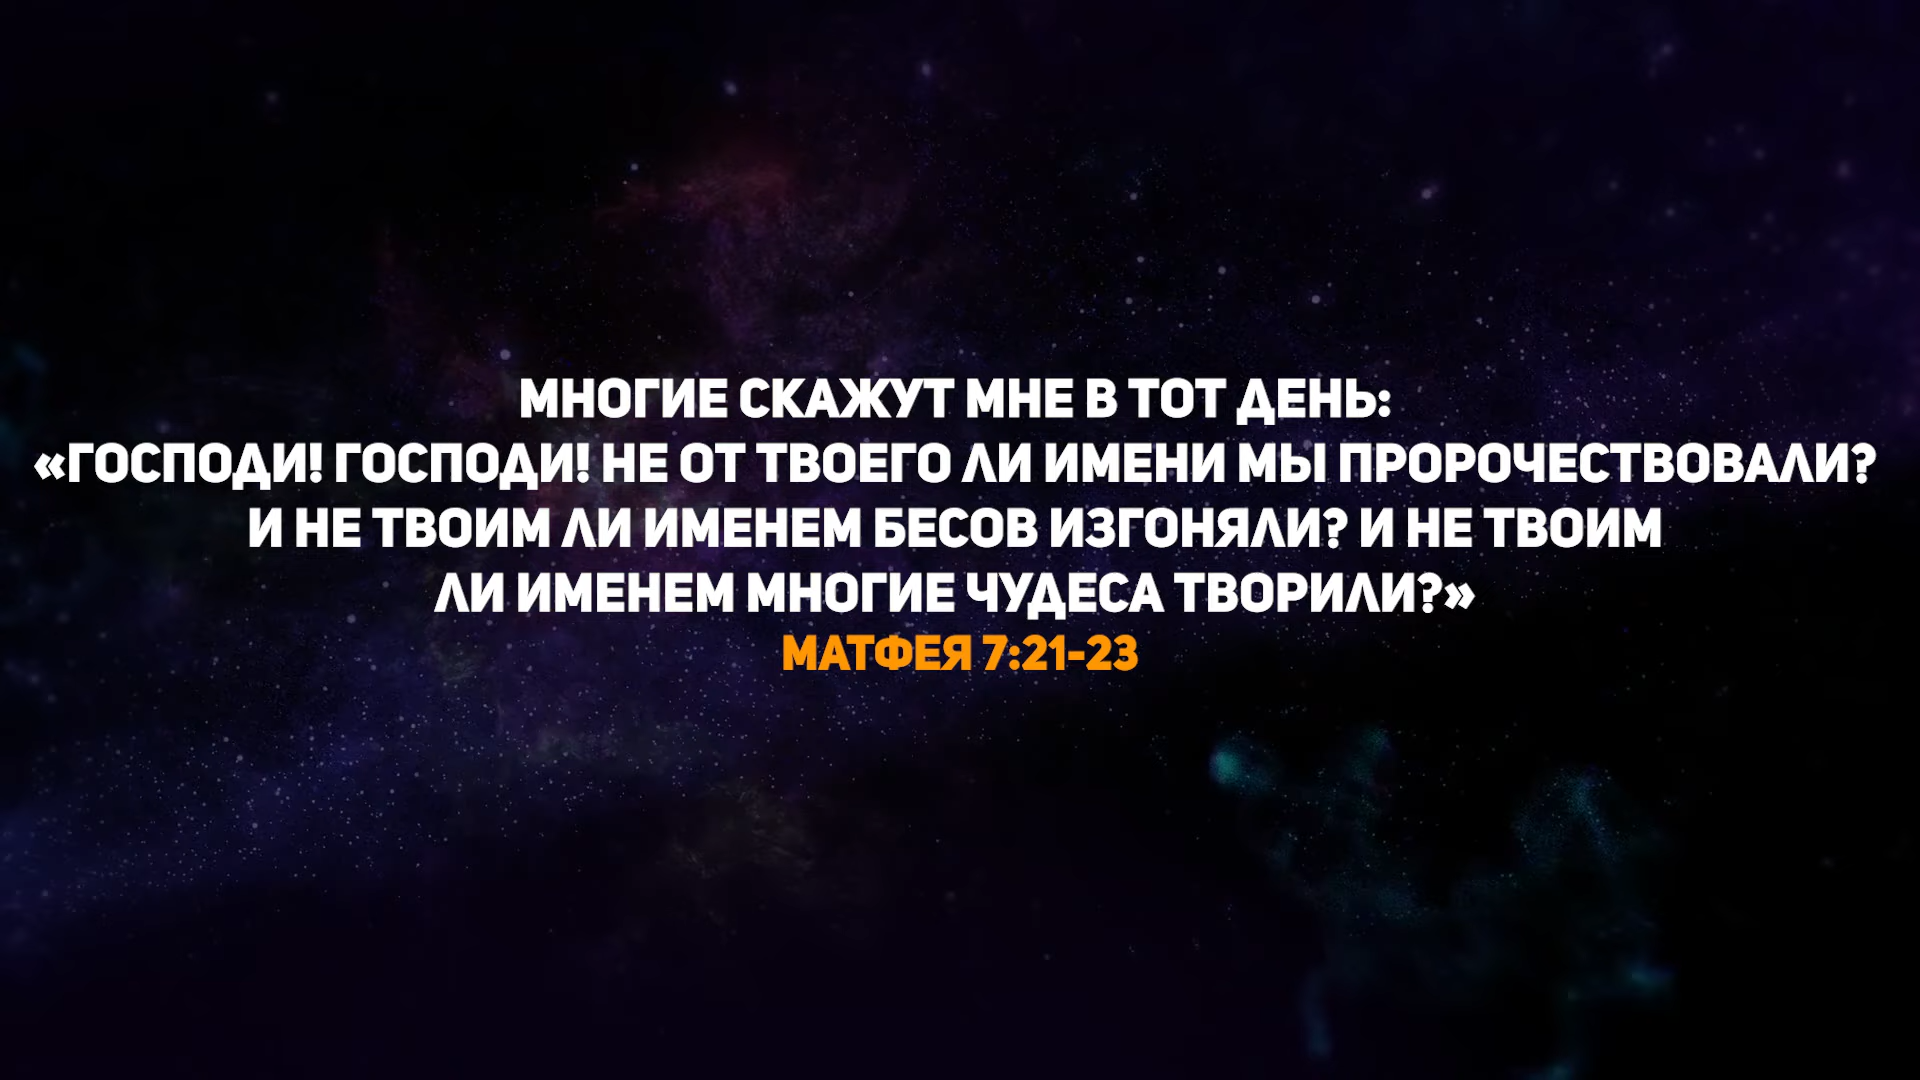 МНОГИЕ СКАЖУТ МНЕ В ТОТ ДЕНЬ:
«ГОСПОДИ! ГОСПОДИ! НЕ ОТ ТВОЕГО ЛИ ИМЕНИ МЫ ПРОРОЧЕСТВОВАЛИ?
И НЕ ТВОИМ ЛИ ИМЕНЕМ БЕСОВ ИЗГОНЯЛИ? И НЕ ТВОИМ
ЛИ ИМЕНЕМ МНОГИЕ ЧУДЕСА ТВОРИЛИ?»
МАТФЕЯ 7:21-23